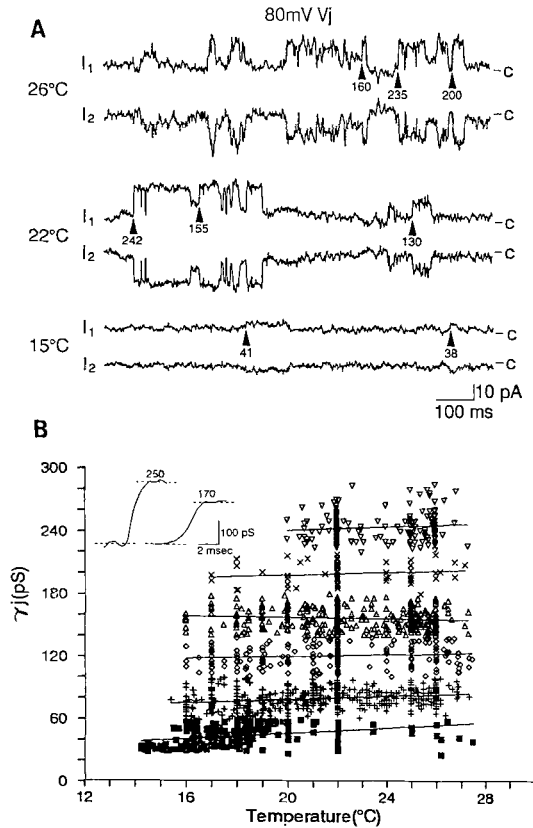 80mV Vj
A
I1
26°C
160
235
200
C
I2
C
22°C
I1
242
155
130
C
I2
C
15°C
I1
41
38
C
I2
C
10 pA
100 ms
B
300
240
180
120
60
0
γj(pS)
250
170
100 pS
2 msec
12
16
20
24
28
Temperature(°C)